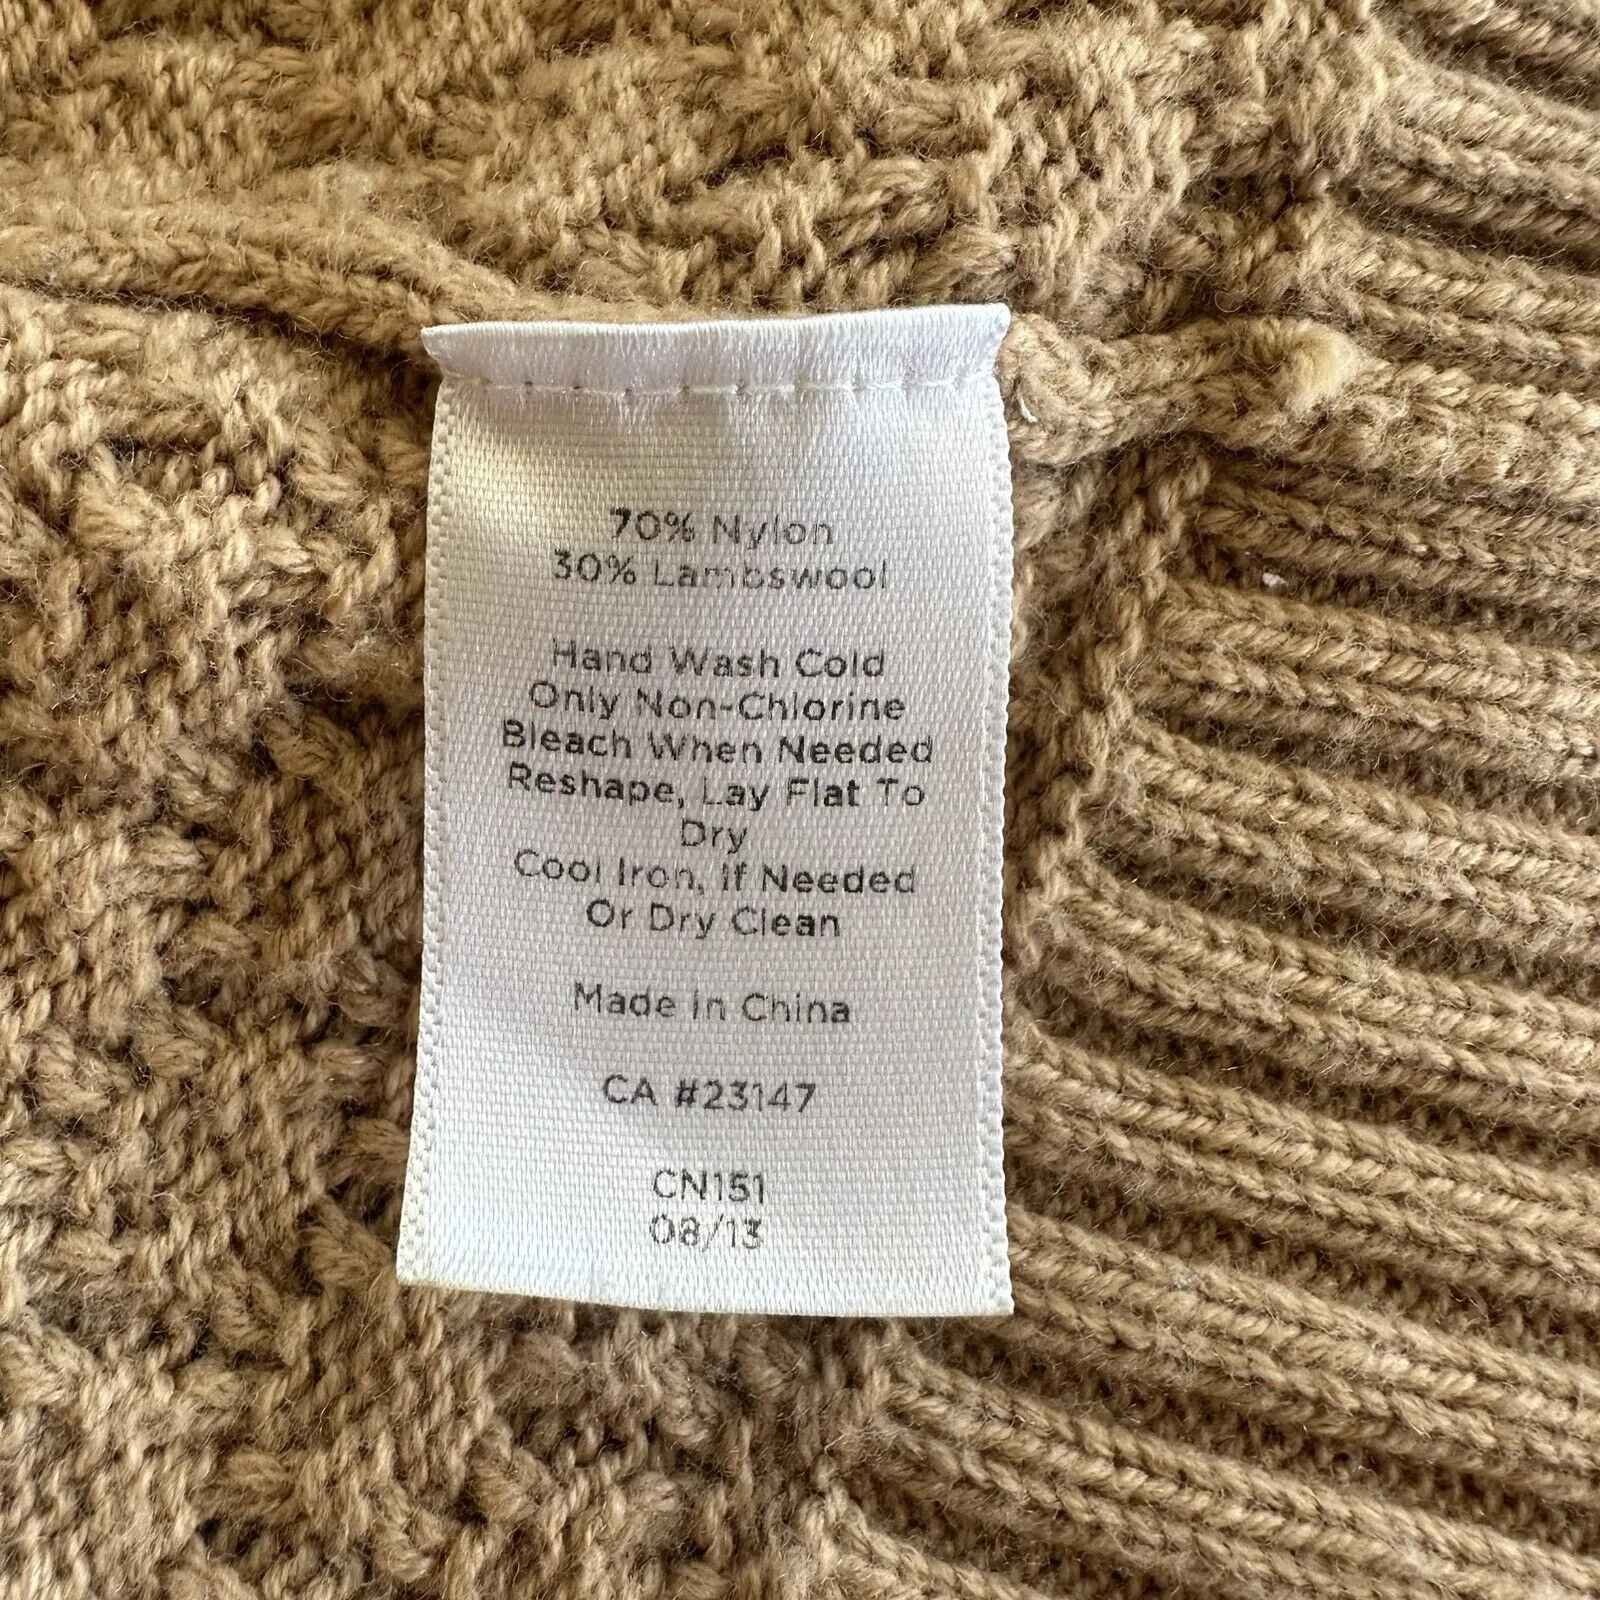 70% Nylon
30% Lambswool
Hand Wash Cold
Only Non-Chlorine
Bleach When Needed
Reshape, Lay Flat To
Dry
Cool Iron, If Needed
Or Dry Clean
Made in China
CA #23147
CN151
08/13